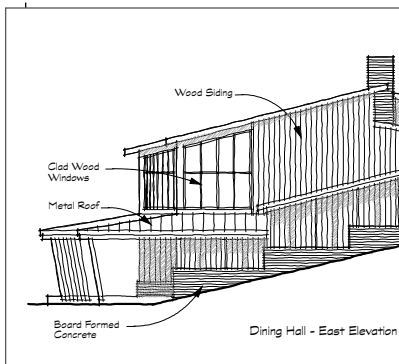 Wood Siding
Clad Wood
Windows
Metal Roof
Board Formed
Concrete
Dining Hall - East Elevation